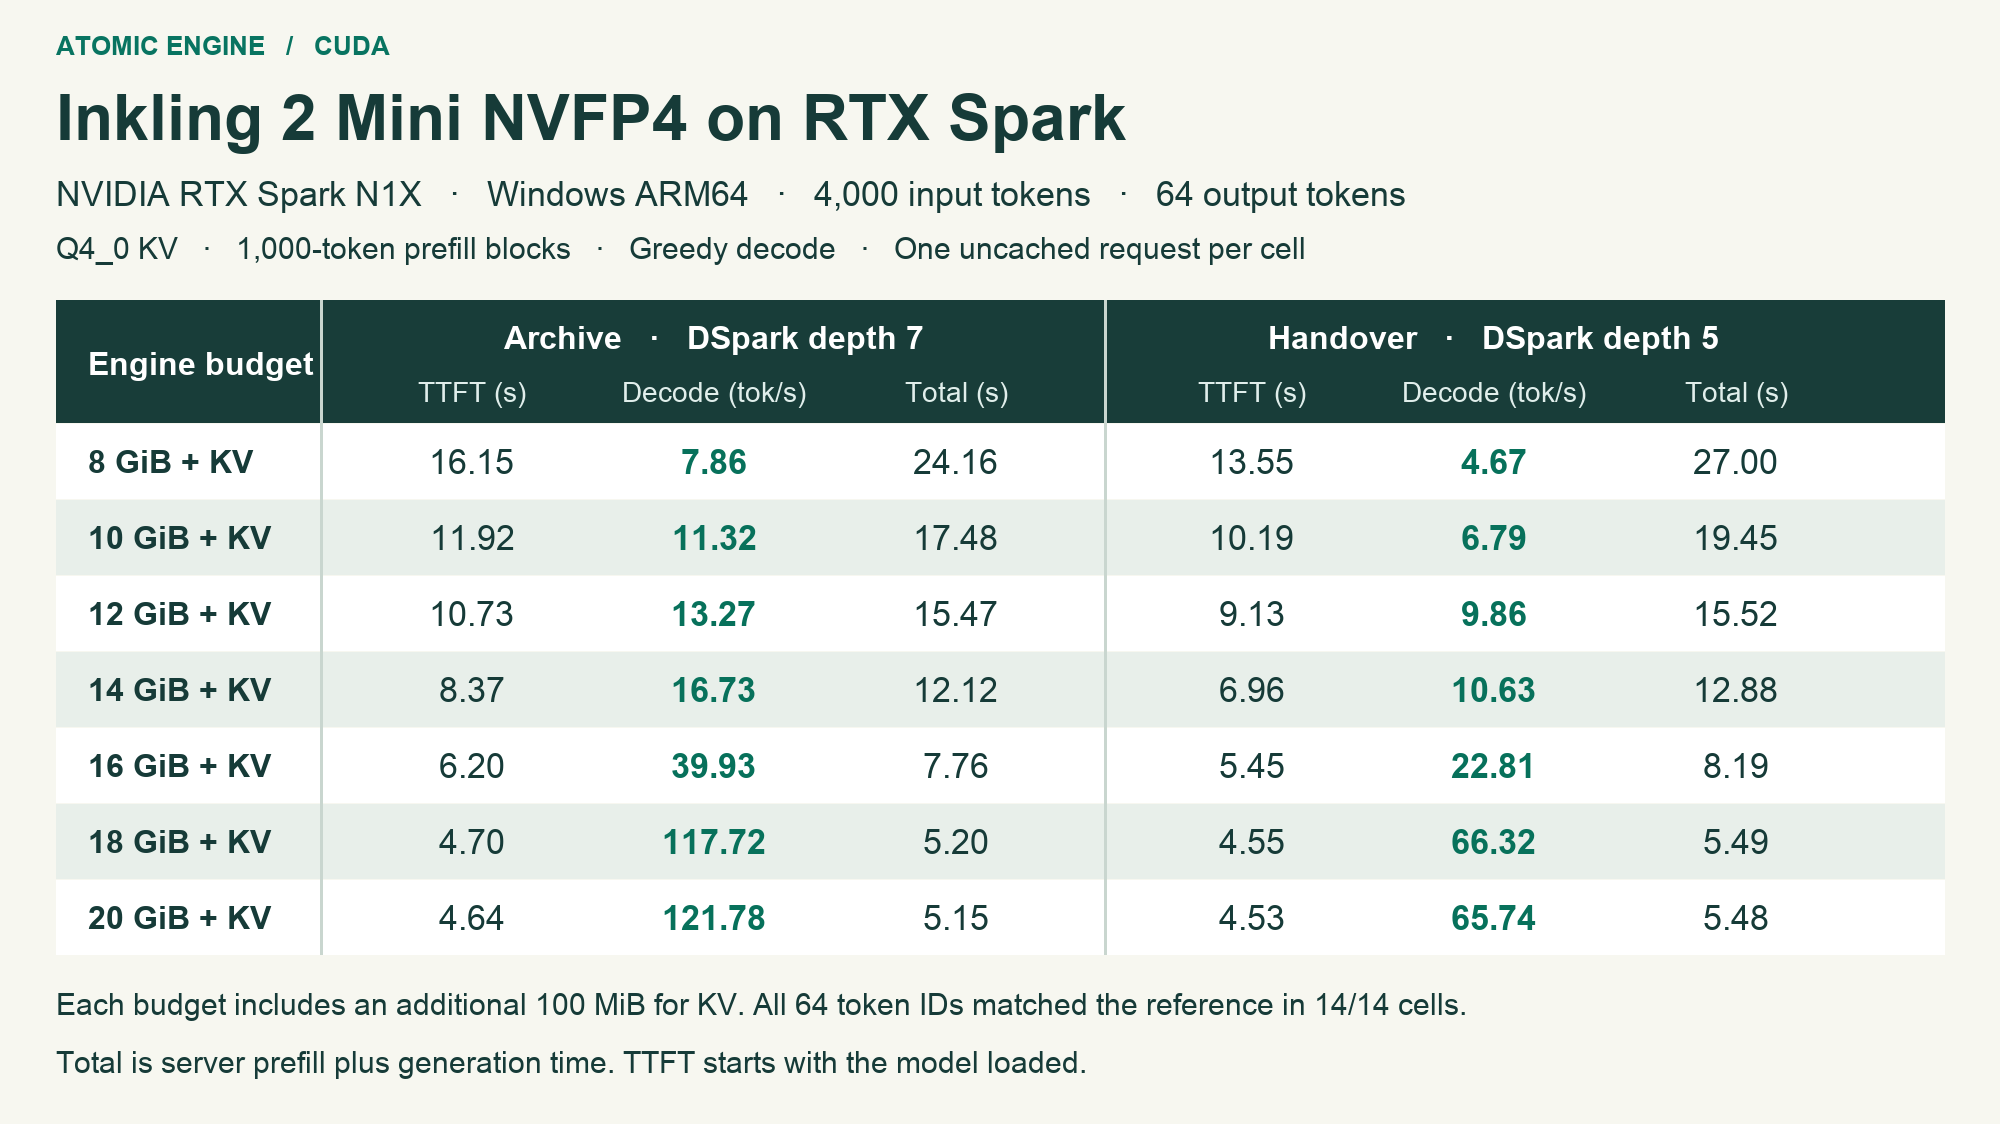 ATOMIC ENGINE / CUDA
Inkling 2 Mini NVFP4 on RTX Spark
NVIDIA RTX Spark N1X · Windows ARM64 · 4,000 input tokens · 64 output tokens
Q4_0 KV · 1,000-token prefill blocks · Greedy decode · One uncached request per cell
Engine budget
Archive · DSpark depth 7
Handover · DSpark depth 5
TTFT (s) Decode (tok/s) Total (s) TTFT (s) Decode (tok/s) Total (s)
8 GiB + KV 16.15 7.86 24.16 13.55 4.67 27.00
10 GiB + KV 11.92 11.32 17.48 10.19 6.79 19.45
12 GiB + KV 10.73 13.27 15.47 9.13 9.86 15.52
14 GiB + KV 8.37 16.73 12.12 6.96 10.63 12.88
16 GiB + KV 6.20 39.93 7.76 5.45 22.81 8.19
18 GiB + KV 4.70 117.72 5.20 4.55 66.32 5.49
20 GiB + KV 4.64 121.78 5.15 4.53 65.74 5.48
Each budget includes an additional 100 MiB for KV. All 64 token IDs matched the reference in 14/14 cells.
Total is server prefill plus generation time. TTFT starts with the model loaded.